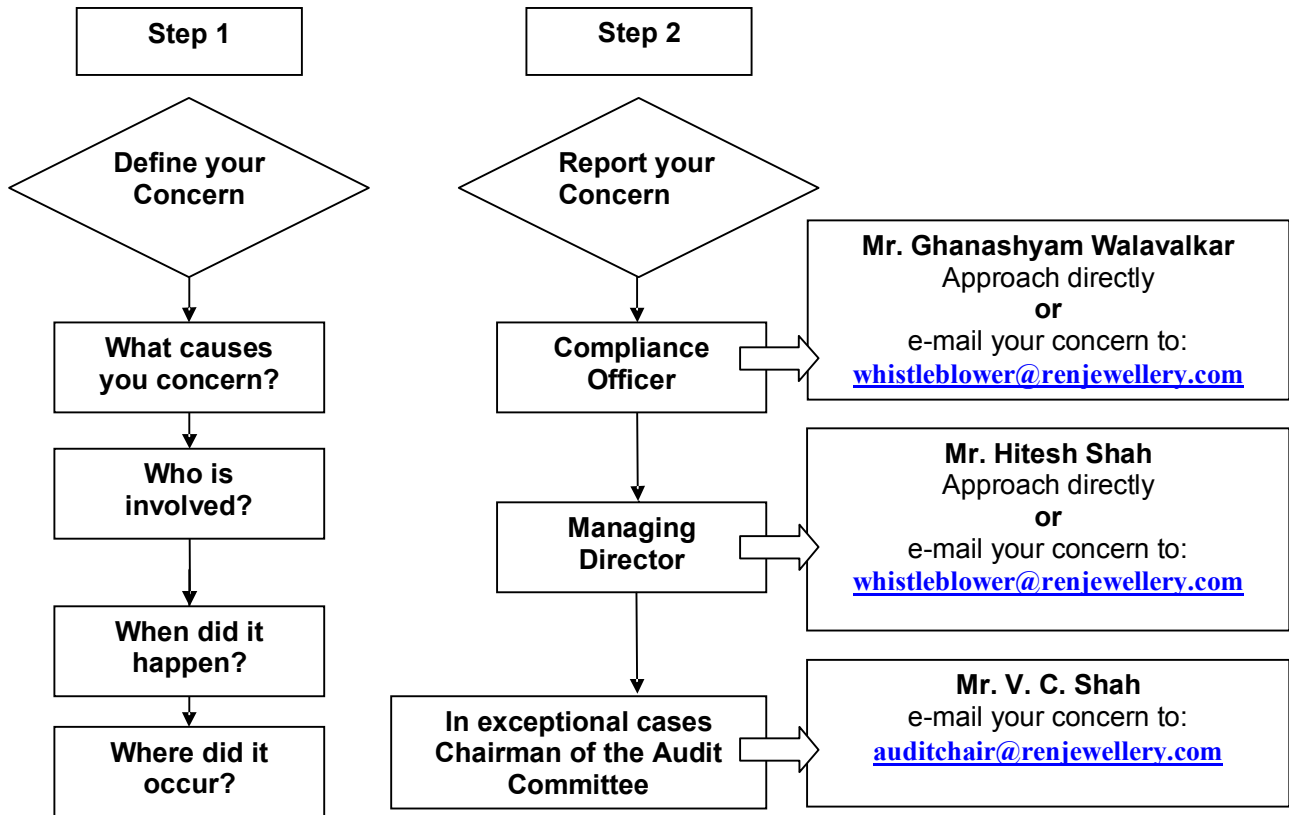 Step 1
Define your
Concern
What causes
you concern?
Who is
involved?
When did it
happen?
Where did it
occur?
Step 2
Report your
Concern
Compliance
Officer
Mr. Ghanashyam Walavalkar
Approach directly
or
e-mail your concern to:
whistleblower@renjewellery.com
Managing
Director
Mr. Hitesh Shah
Approach directly
or
e-mail your concern to:
whistleblower@renjewellery.com
In exceptional cases
Chairman of the Audit
Committee
Mr. V. C. Shah
e-mail your concern to:
auditchair@renjewellery.com